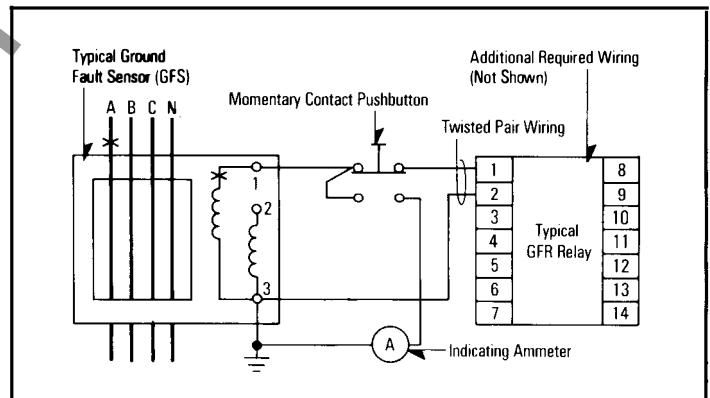 Typical Ground
Fault Sensor (GFS)
A B C N
Momentary Contact Pushbutton
Additional Required Wiring
(Not Shown)
Twisted Pair Wiring
1
2
3
1
2
3
4
5
6
7
Typical
GFR Relay
8
9
10
11
12
13
14
A
Indicating Ammeter